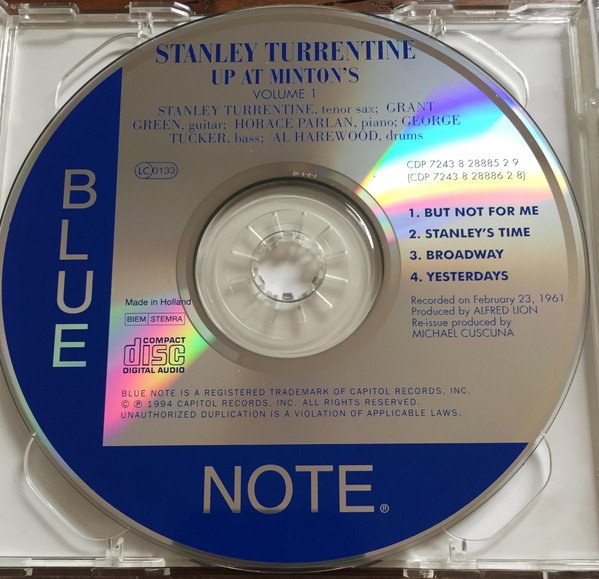 STANLEY TURRENTINE
UP AT MINTON'S
VOLUME 1
STANLEY TURRENTINE, tenor sax; GRANT
GREEN, guitar; HORACE PARLAN, piano; GEORGE
TUCKER, bass; AL HAREWOOD, drums
LC 0133
CDP 7243 8 28885 2 9
(CDP 7243 8 28886 2 8)
1. BUT NOT FOR ME
2. STANLEY'S TIME
3. BROADWAY
4. YESTERDAYS
Recorded on February 23, 1961
Produced by ALFRED LION
Re-issue produced by
MICHAEL CUSCUNA
Made in Holland
BIEM STEMRA
COMPACT
disc
DIGITAL AUDIO
BLUE NOTE IS A REGISTERED TRADEMARK OF CAPITOL RECORDS, INC.
© ℗ 1994 CAPITOL RECORDS, INC. ALL RIGHTS RESERVED.
UNAUTHORIZED DUPLICATION IS A VIOLATION OF APPLICABLE LAWS.
BLUE
NOTE®